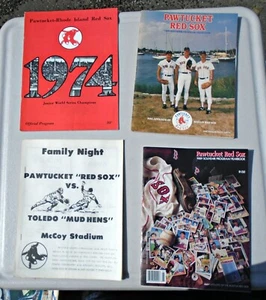 Pawtucket-Rhode Island Red Sox
1974
Junior World Series Champions
Official Program
PAWTUCKET
RED SOX
Family Night
PAWTUCKET "RED SOX"
VS.
TOLEDO "MUD HENS"
McCoy Stadium
Pawtucket Red Sox